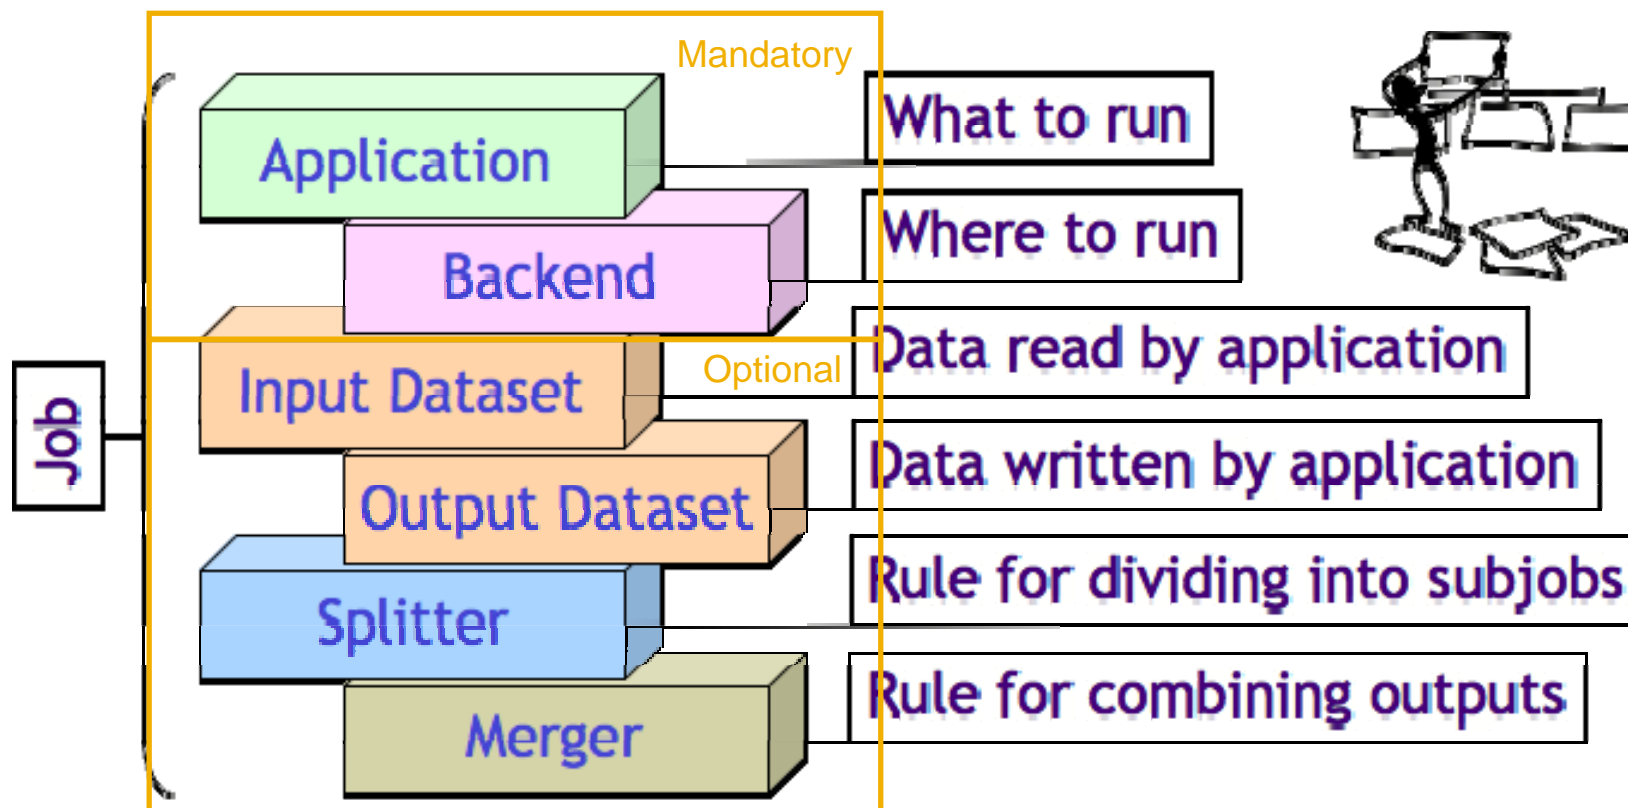 Mandatory
Application
What to run
Backend
Where to run
Optional
Input Dataset
Data read by application
Job
Output Dataset
Data written by application
Splitter
Rule for dividing into subjobs
Merger
Rule for combining outputs